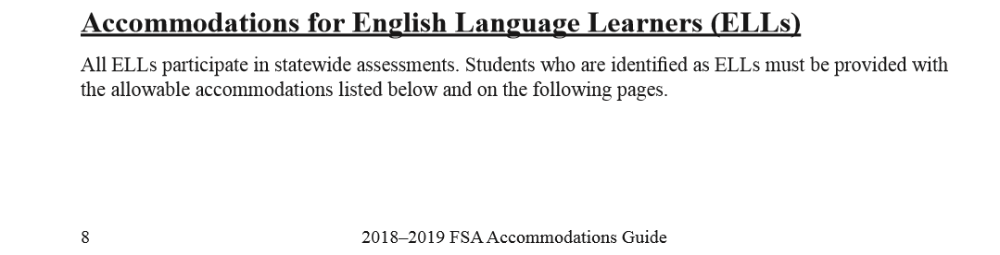 Accommodations for English Language Learners (ELLs)
All ELLs participate in statewide assessments. Students who are identified as ELLs must be provided with
the allowable accommodations listed below and on the following pages.
8
2018–2019 FSA Accommodations Guide